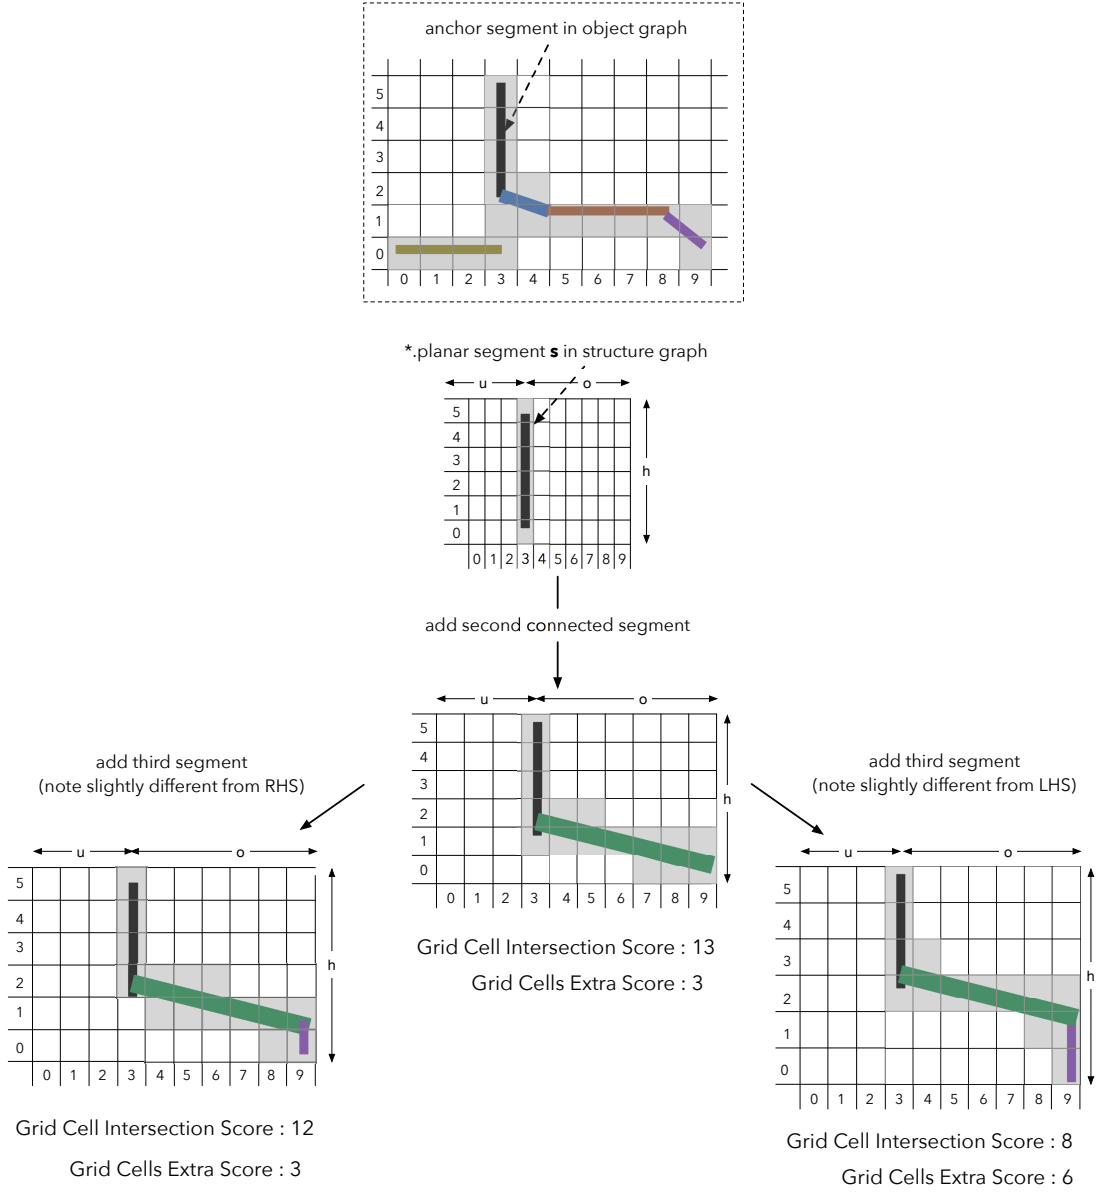 anchor segment in object graph
5
4
3
2
1
0
0 1 2 3 4 5 6 7 8 9
*.planar segment s in structure graph
u o
5
4
3
2
1
0
h
0 1 2 3 4 5 6 7 8 9
add second connected segment
u o
5
4
3
2
1
0
h
0 1 2 3 4 5 6 7 8 9
Grid Cell Intersection Score : 13
Grid Cells Extra Score : 3
add third segment
(note slightly different from RHS)
u o
5
4
3
2
1
0
h
0 1 2 3 4 5 6 7 8 9
Grid Cell Intersection Score : 12
Grid Cells Extra Score : 3
add third segment
(note slightly different from LHS)
u o
5
4
3
2
1
0
h
0 1 2 3 4 5 6 7 8 9
Grid Cell Intersection Score : 8
Grid Cells Extra Score : 6